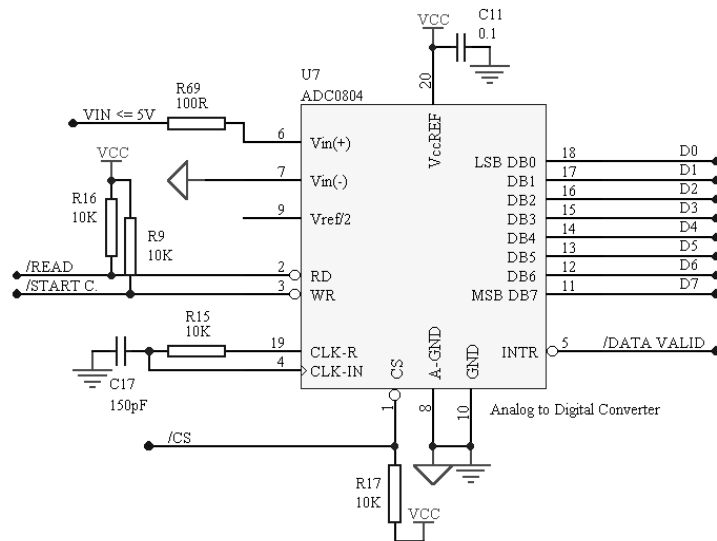 VCC
C11
0.1
U7
ADC0804
20
R69
100R
VIN <= 5V
6
Vin(+)
VccREF
VCC
7
Vin(-)
R16
10K
9
Vref/2
R9
10K
/READ
2
RD
/START C.
3
WR
LSB DB0
18
D0
DB1
17
D1
DB2
16
D2
DB3
15
D3
DB4
14
D4
DB5
13
D5
DB6
12
D6
MSB DB7
11
D7
R15
10K
19
CLK-R
4
CLK-IN
C17
150pF
CS
A-GND
GND
INTR
5
/DATA VALID
1
8
10
Analog to Digital Converter
/CS
R17
10K
VCC